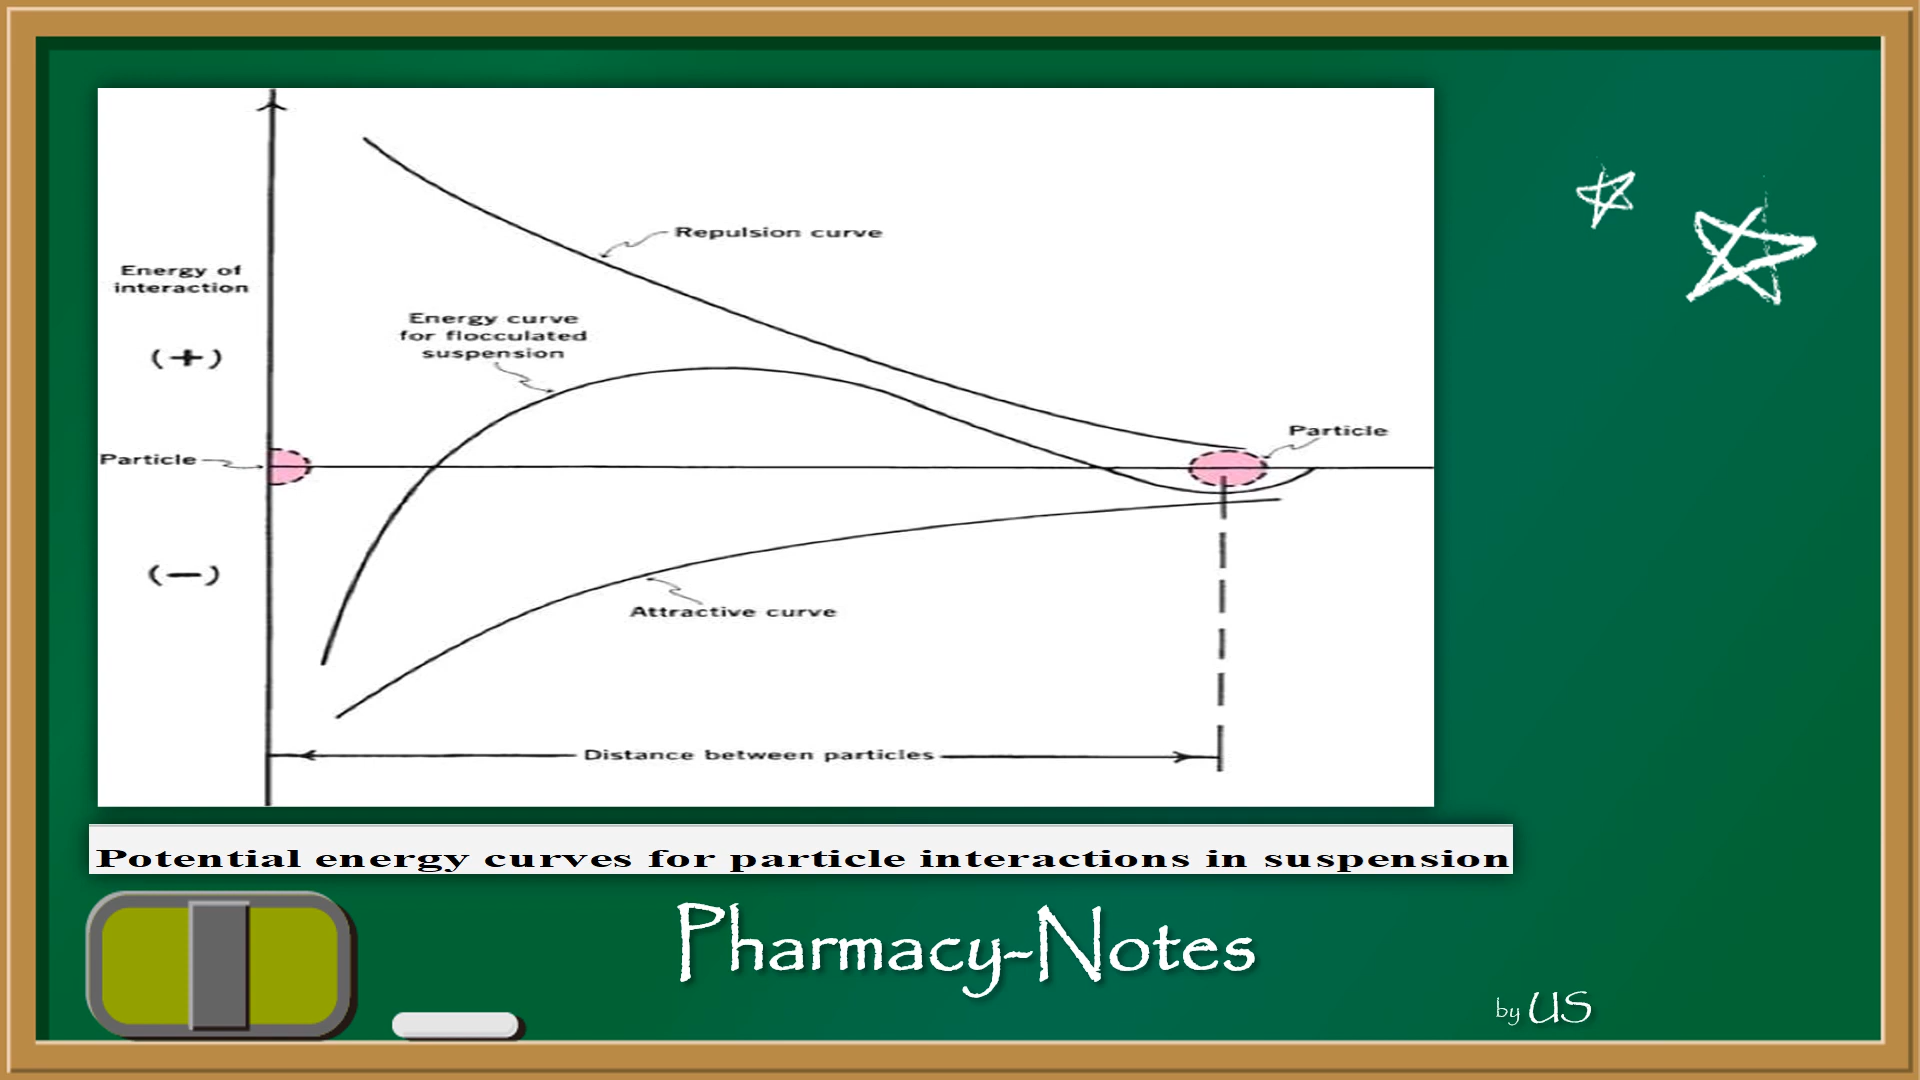 Repulsion curve
Energy of
interaction
Energy curve
for flocculated
suspension
(+)
Particle
Particle
(—)
Attractive curve
Distance between particles
Potential energy curves for particle interactions in suspension
Pharmacy-Notes
by US